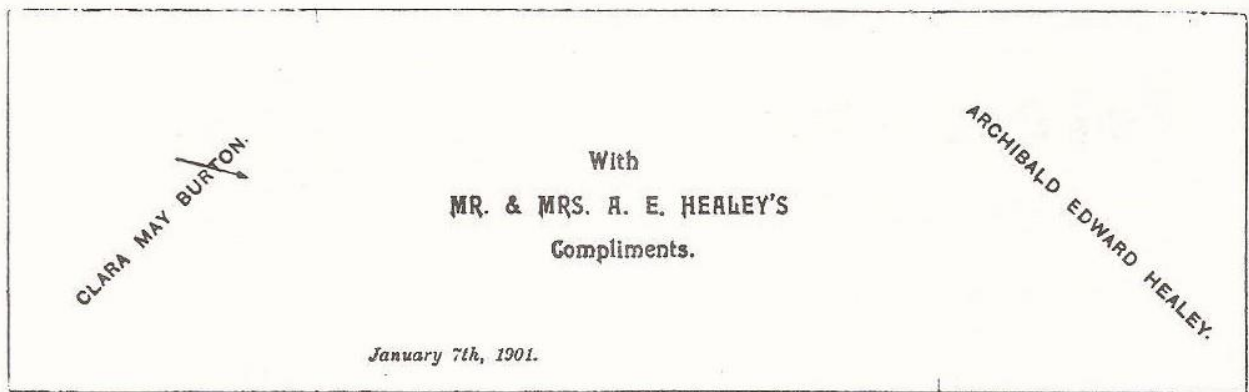 CLARA MAY BURTON.
With
MR. & MRS. A. E. HEALEY'S
Compliments.
January 7th, 1901.
ARCHIBALD EDWARD HEALEY.